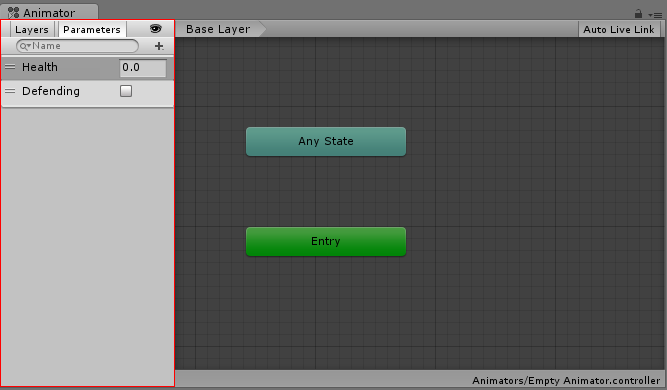 Animator
Layers Parameters
Base Layer
Auto Live Link
Name
Health 0.0
Defending
Any State
Entry
Animators/Empty Animator.controller